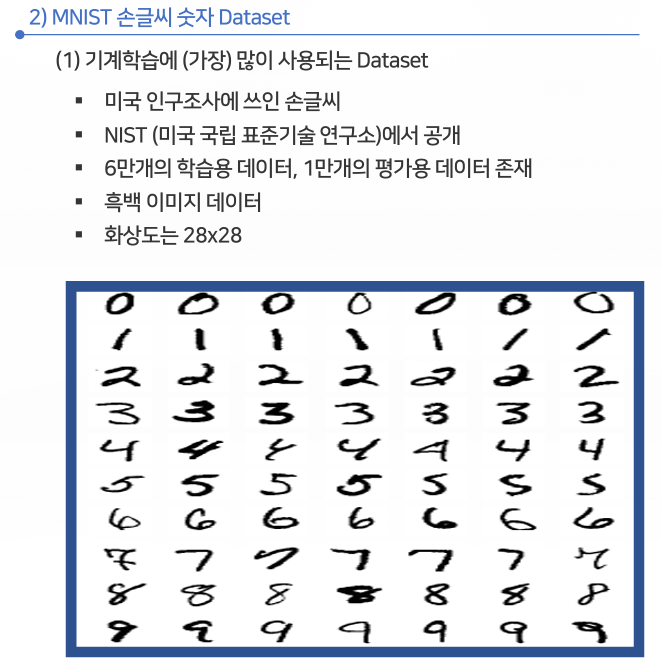 2) MNIST 손글씨 숫자 Dataset
(1) 기계학습에 (가장) 많이 사용되는 Dataset
▪ 미국 인구조사에 쓰인 손글씨
▪ NIST (미국 국립 표준기술 연구소)에서 공개
▪ 6만개의 학습용 데이터, 1만개의 평가용 데이터 존재
▪ 흑백 이미지 데이터
▪ 화상도는 28x28
0 0 0 0 0 0 0
1 1 1 1 1 1 1
2 2 2 2 2 2 2
3 3 3 3 3 3 3
4 4 4 4 4 4 4
5 5 5 5 5 5 5
6 6 6 6 6 6 6
7 7 7 7 7 7 7
8 8 8 8 8 8 8
9 9 9 9 9 9 9